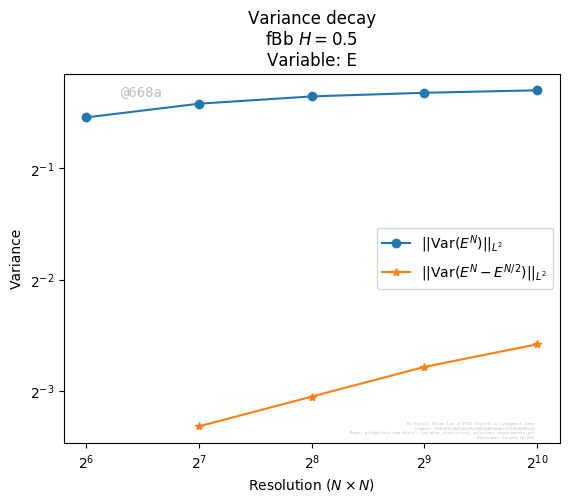 Variance decay
fBb H = 0.5
Variable: E
@668a
2^{-1}
2^{-2}
2^{-3}
Variance
||Var(E^N)||_{L^2}
||Var(E^N − E^{N/2})||_{L^2}
2^6 2^7 2^8 2^9 2^{10}
Resolution (N × N)